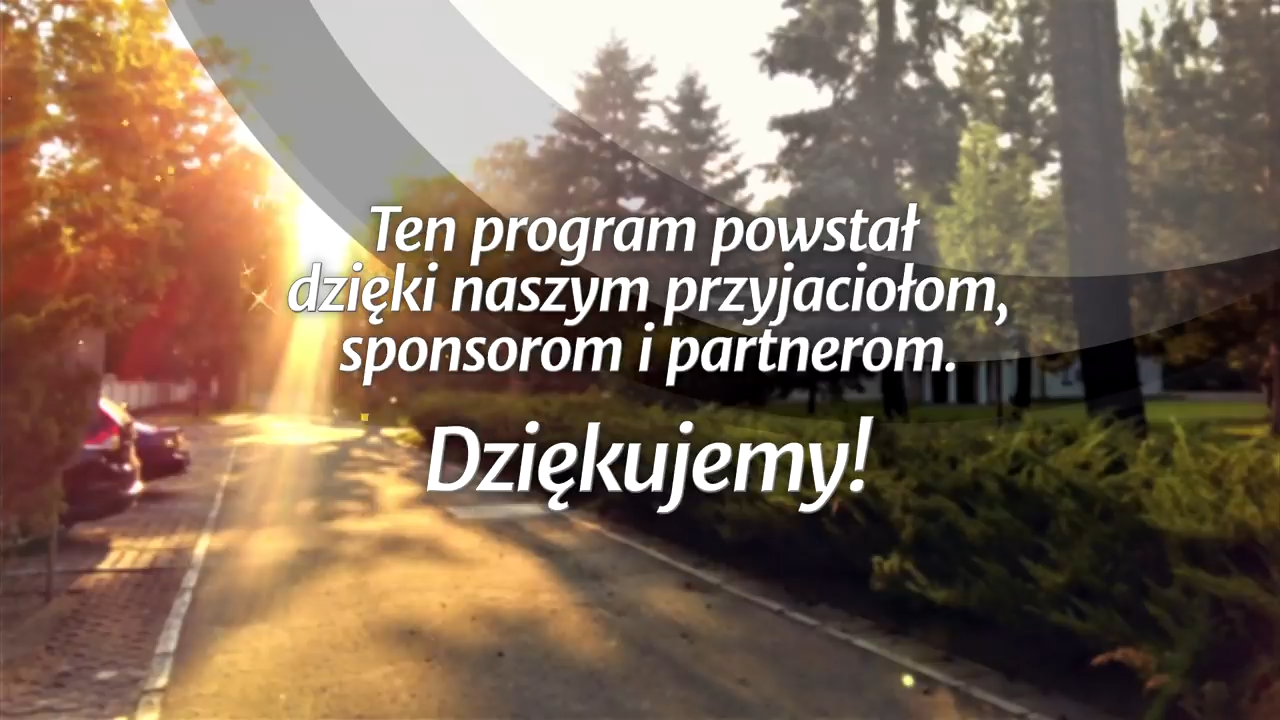 Ten program powstał
dzięki naszym przyjaciołom,
sponsorom i partnerom.
Dziękujemy!